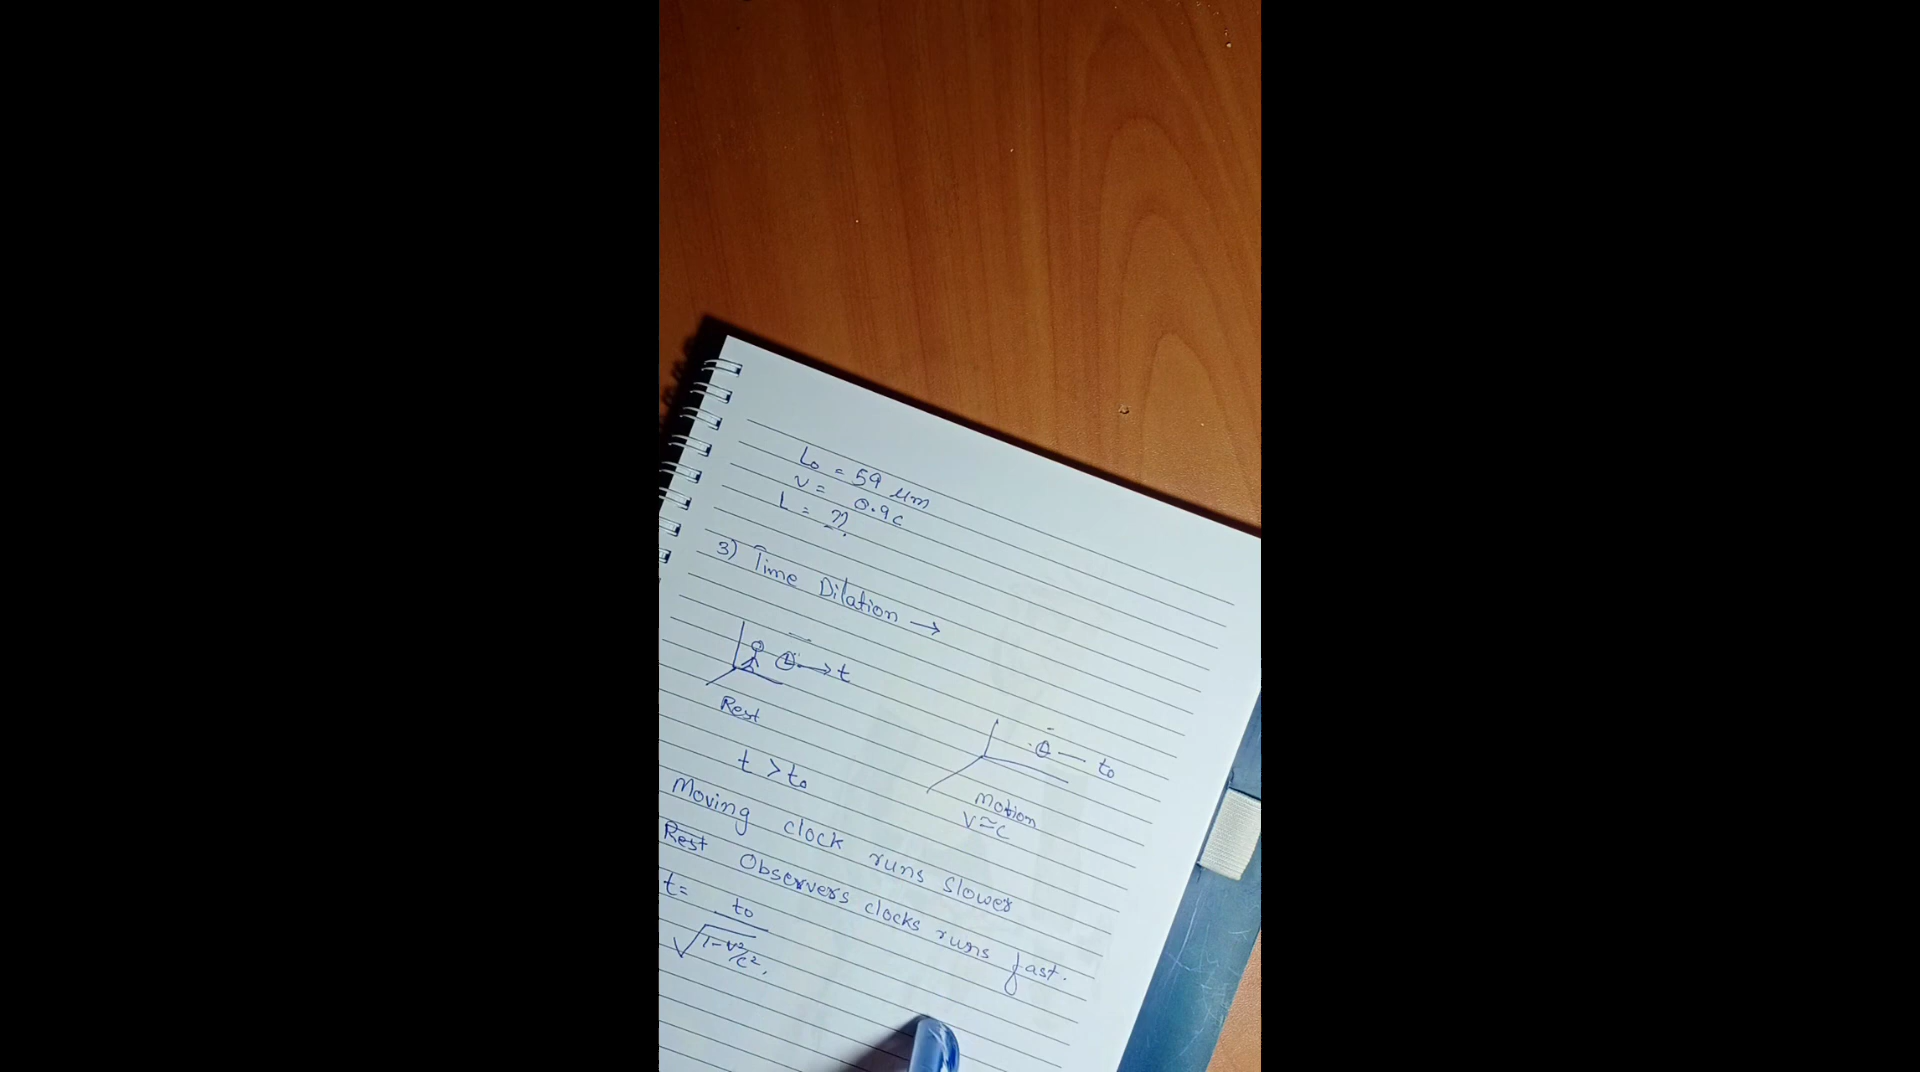 L₀ = 59 μm
v = 0.9c
L = ?
3) Time Dilation →
t
Rest
t₀
Motion
V≅C
t > t₀
Moving clock runs slower
Rest Observers clocks runs fast.
t = t₀
√1-v²/c².